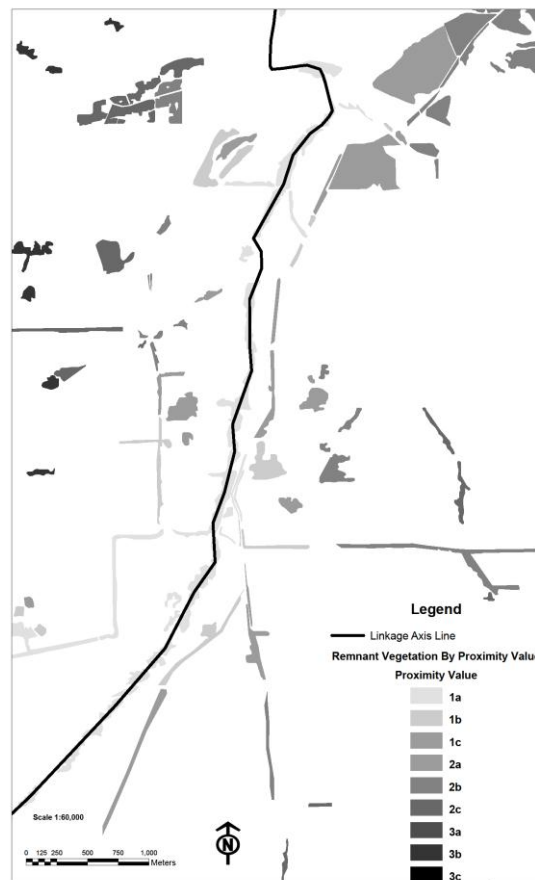 Legend
Linkage Axis Line
Remnant Vegetation By Proximity Value
Proximity Value
1a
1b
1c
2a
2b
2c
3a
3b
3c
Scale 1:60,000
0 125 250 500 750 1,000
Meters
N